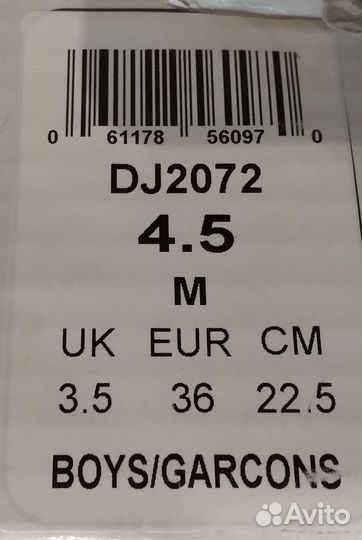 0 61178 56097 0
DJ2072
4.5
M
UK EUR CM
3.5 36 22.5
BOYS/GARCONS
Avito